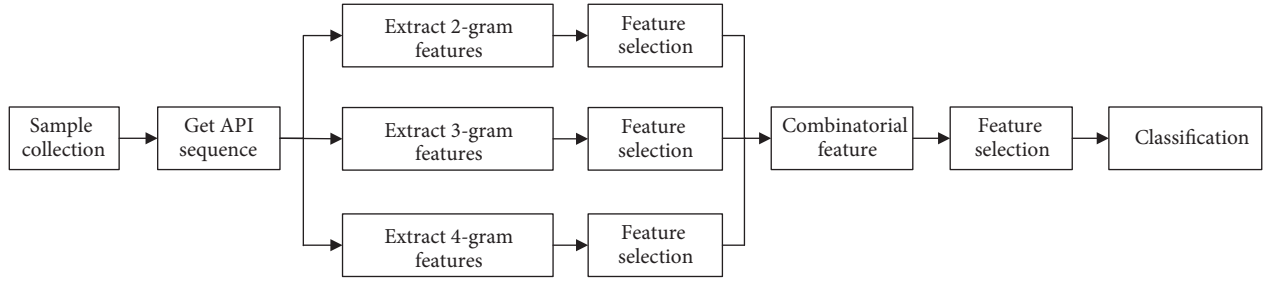 Extract 2-gram
features
Feature
selection
Sample
collection
Get API
sequence
Extract 3-gram
features
Feature
selection
Combinatorial
feature
Feature
selection
Classification
Extract 4-gram
features
Feature
selection